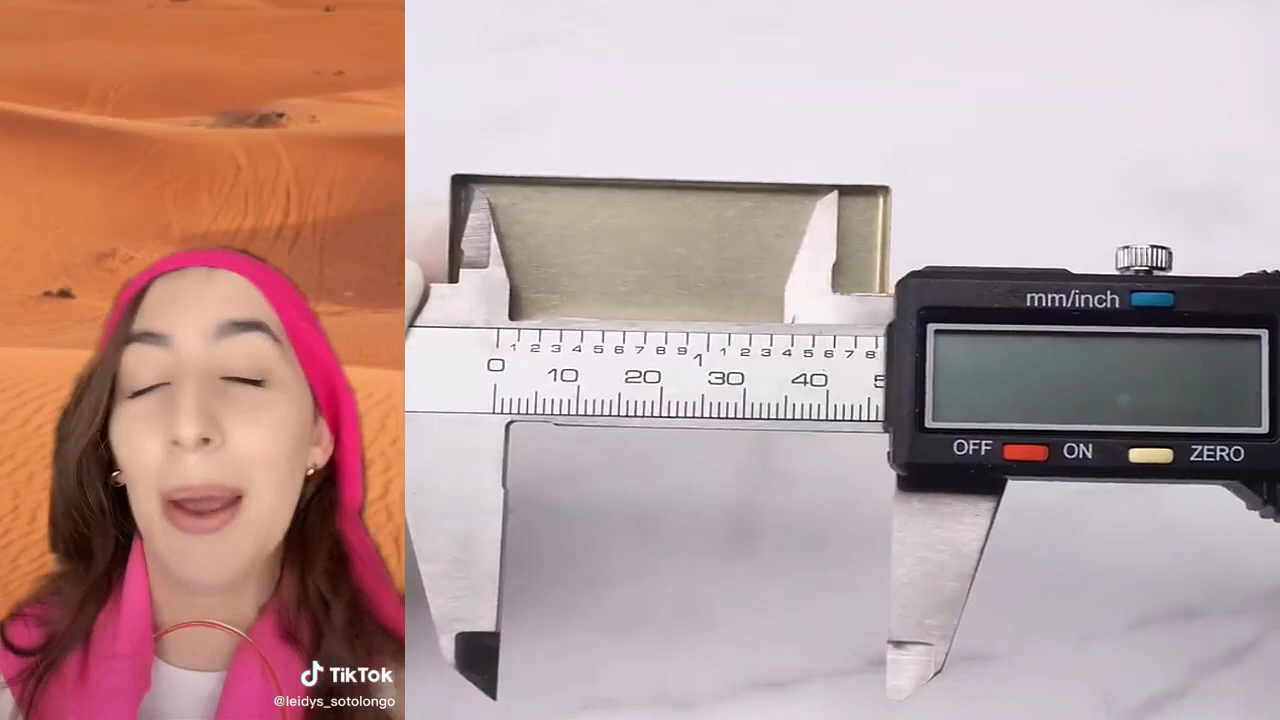 TikTok
@leidys_sotolongo
mm/inch
OFF ON ZERO
1 2 3 4 5 6 7 8 9 1 1 2 3 4 5 6 7 8
0 10 20 30 40